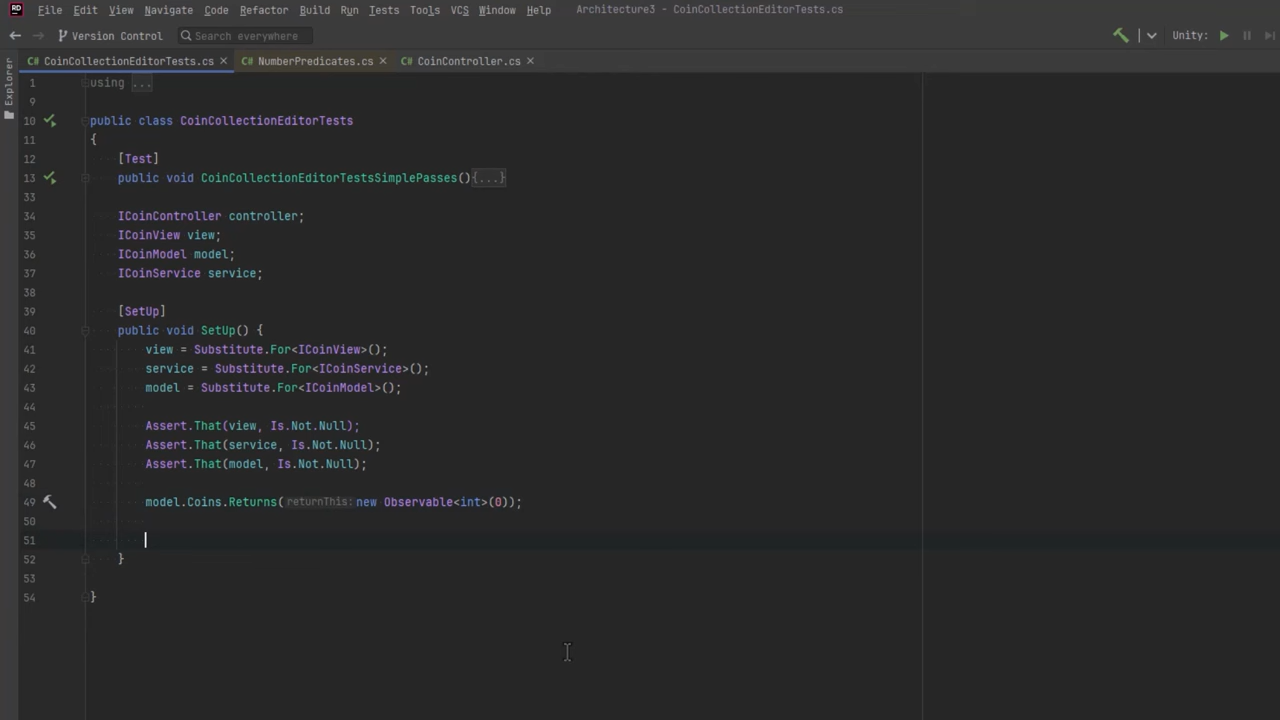 RD File Edit View Navigate Code Refactor Build Run Tests Tools VCS Window Help Architecture3 - CoinCollectionEditorTests.cs
Version Control Search everywhere Unity:
C# CoinCollectionEditorTests.cs C# NumberPredicates.cs C# CoinController.cs
Explorer
1 using ...
9
10 public class CoinCollectionEditorTests
11 {
12 [Test]
13 public void CoinCollectionEditorTestsSimplePasses(){...}
33
34 ICoinController controller;
35 ICoinView view;
36 ICoinModel model;
37 ICoinService service;
38
39 [SetUp]
40 public void SetUp() {
41 view = Substitute.For<ICoinView>();
42 service = Substitute.For<ICoinService>();
43 model = Substitute.For<ICoinModel>();
44
45 Assert.That(view, Is.Not.Null);
46 Assert.That(service, Is.Not.Null);
47 Assert.That(model, Is.Not.Null);
48
49 model.Coins.Returns(returnThis: new Observable<int>(0));
50
51
52 }
53
54 }